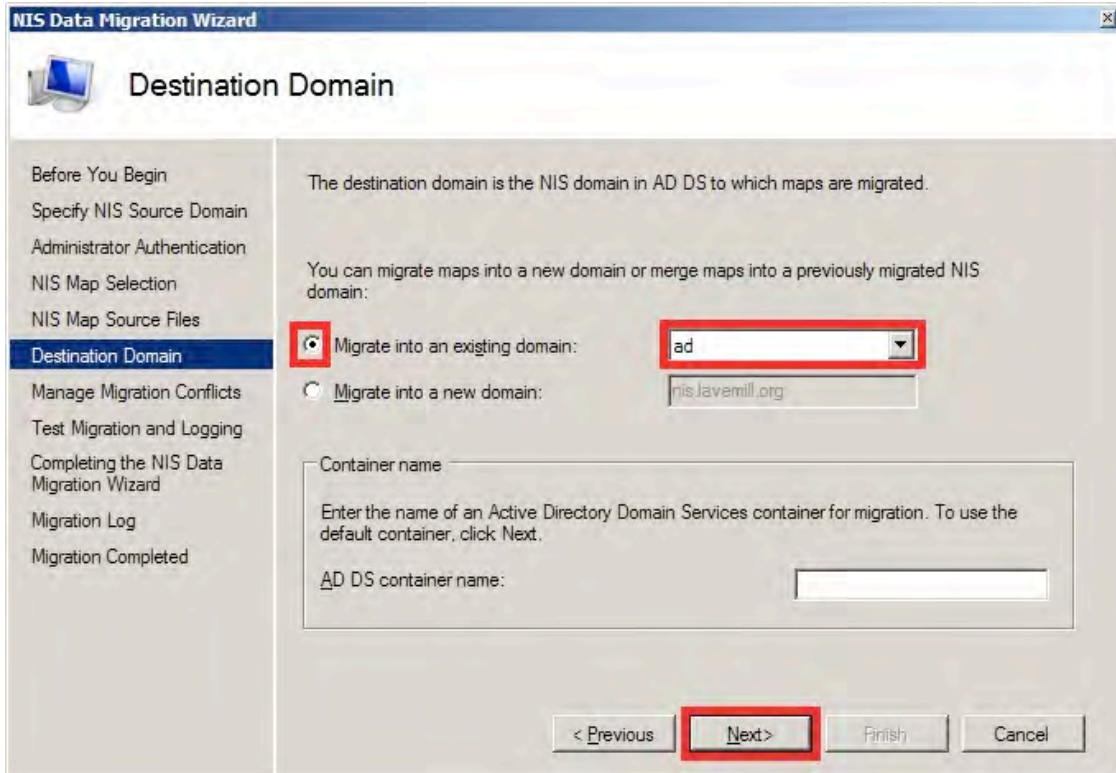 NIS Data Migration Wizard
Destination Domain
Before You Begin
Specify NIS Source Domain
Administrator Authentication
NIS Map Selection
NIS Map Source Files
Destination Domain
Manage Migration Conflicts
Test Migration and Logging
Completing the NIS Data
Migration Wizard
Migration Log
Migration Completed
The destination domain is the NIS domain in AD DS to which maps are migrated.
You can migrate maps into a new domain or merge maps into a previously migrated NIS
domain:
Migrate into an existing domain:
ad
Migrate into a new domain:
nis.lavemill.org
Container name
Enter the name of an Active Directory Domain Services container for migration. To use the
default container, click Next.
AD DS container name:
< Previous
Next>
Finish
Cancel